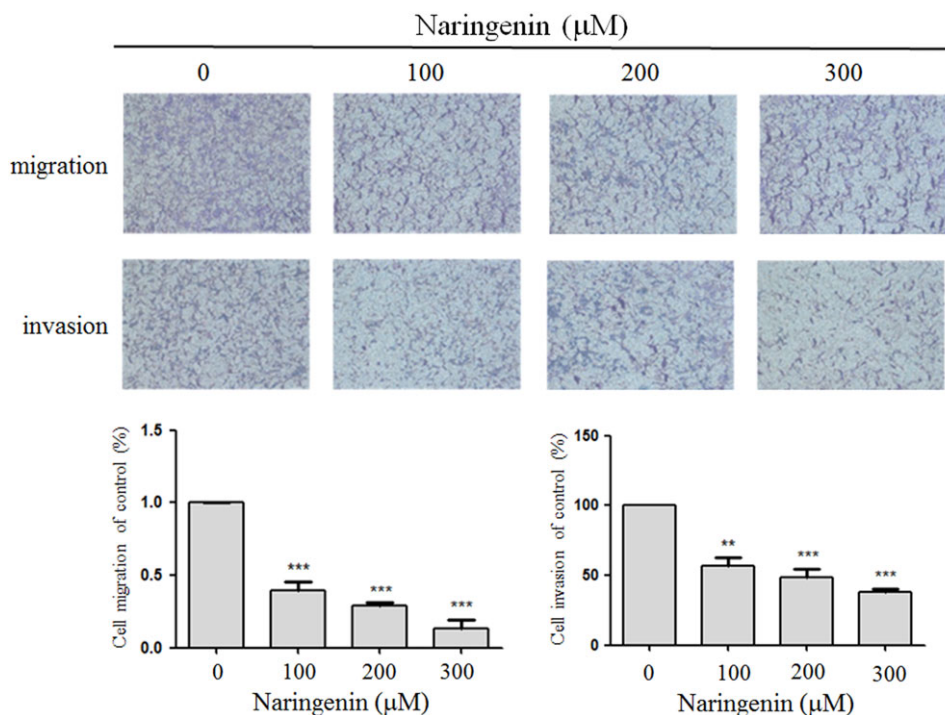 Naringenin (μM)
0 100 200 300
migration
invasion
Cell migration of control (%)
1.5
1.0
0.5
0.0
***
***
***
0 100 200 300
Naringenin (μM)
Cell invasion of control (%)
150
100
50
0
**
***
***
0 100 200 300
Naringenin (μM)